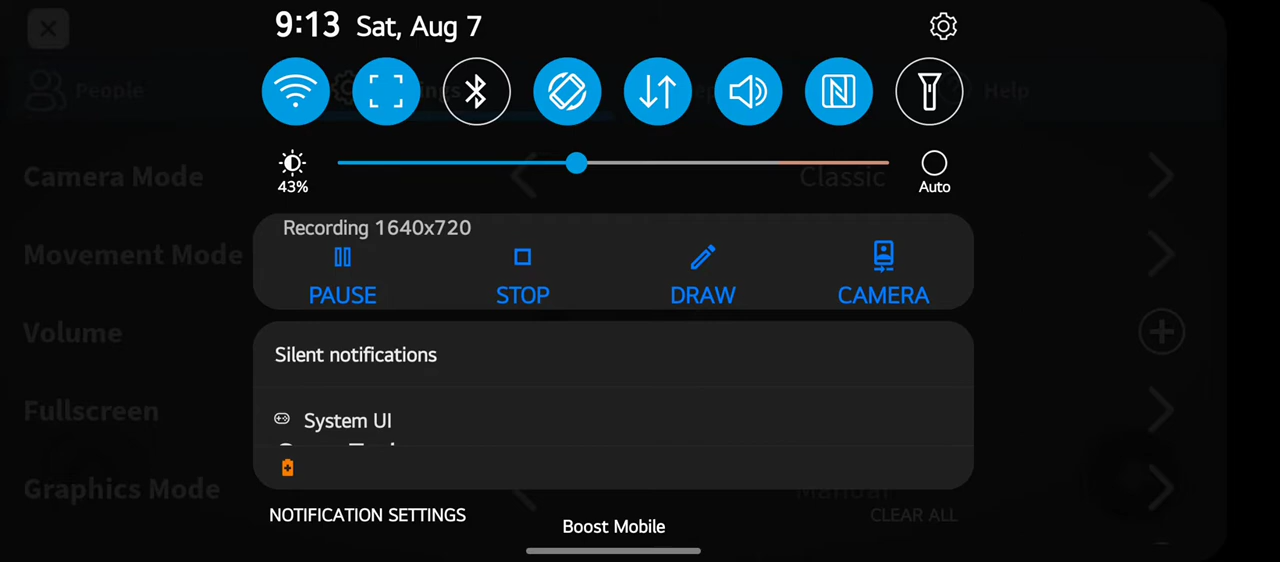 9:13 Sat, Aug 7
People
Help
43%
Auto
Camera Mode
Classic
Recording 1640x720
Movement Mode
PAUSE
STOP
DRAW
CAMERA
Volume
Silent notifications
Fullscreen
System UI
Graphics Mode
Manual
NOTIFICATION SETTINGS
CLEAR ALL
Boost Mobile